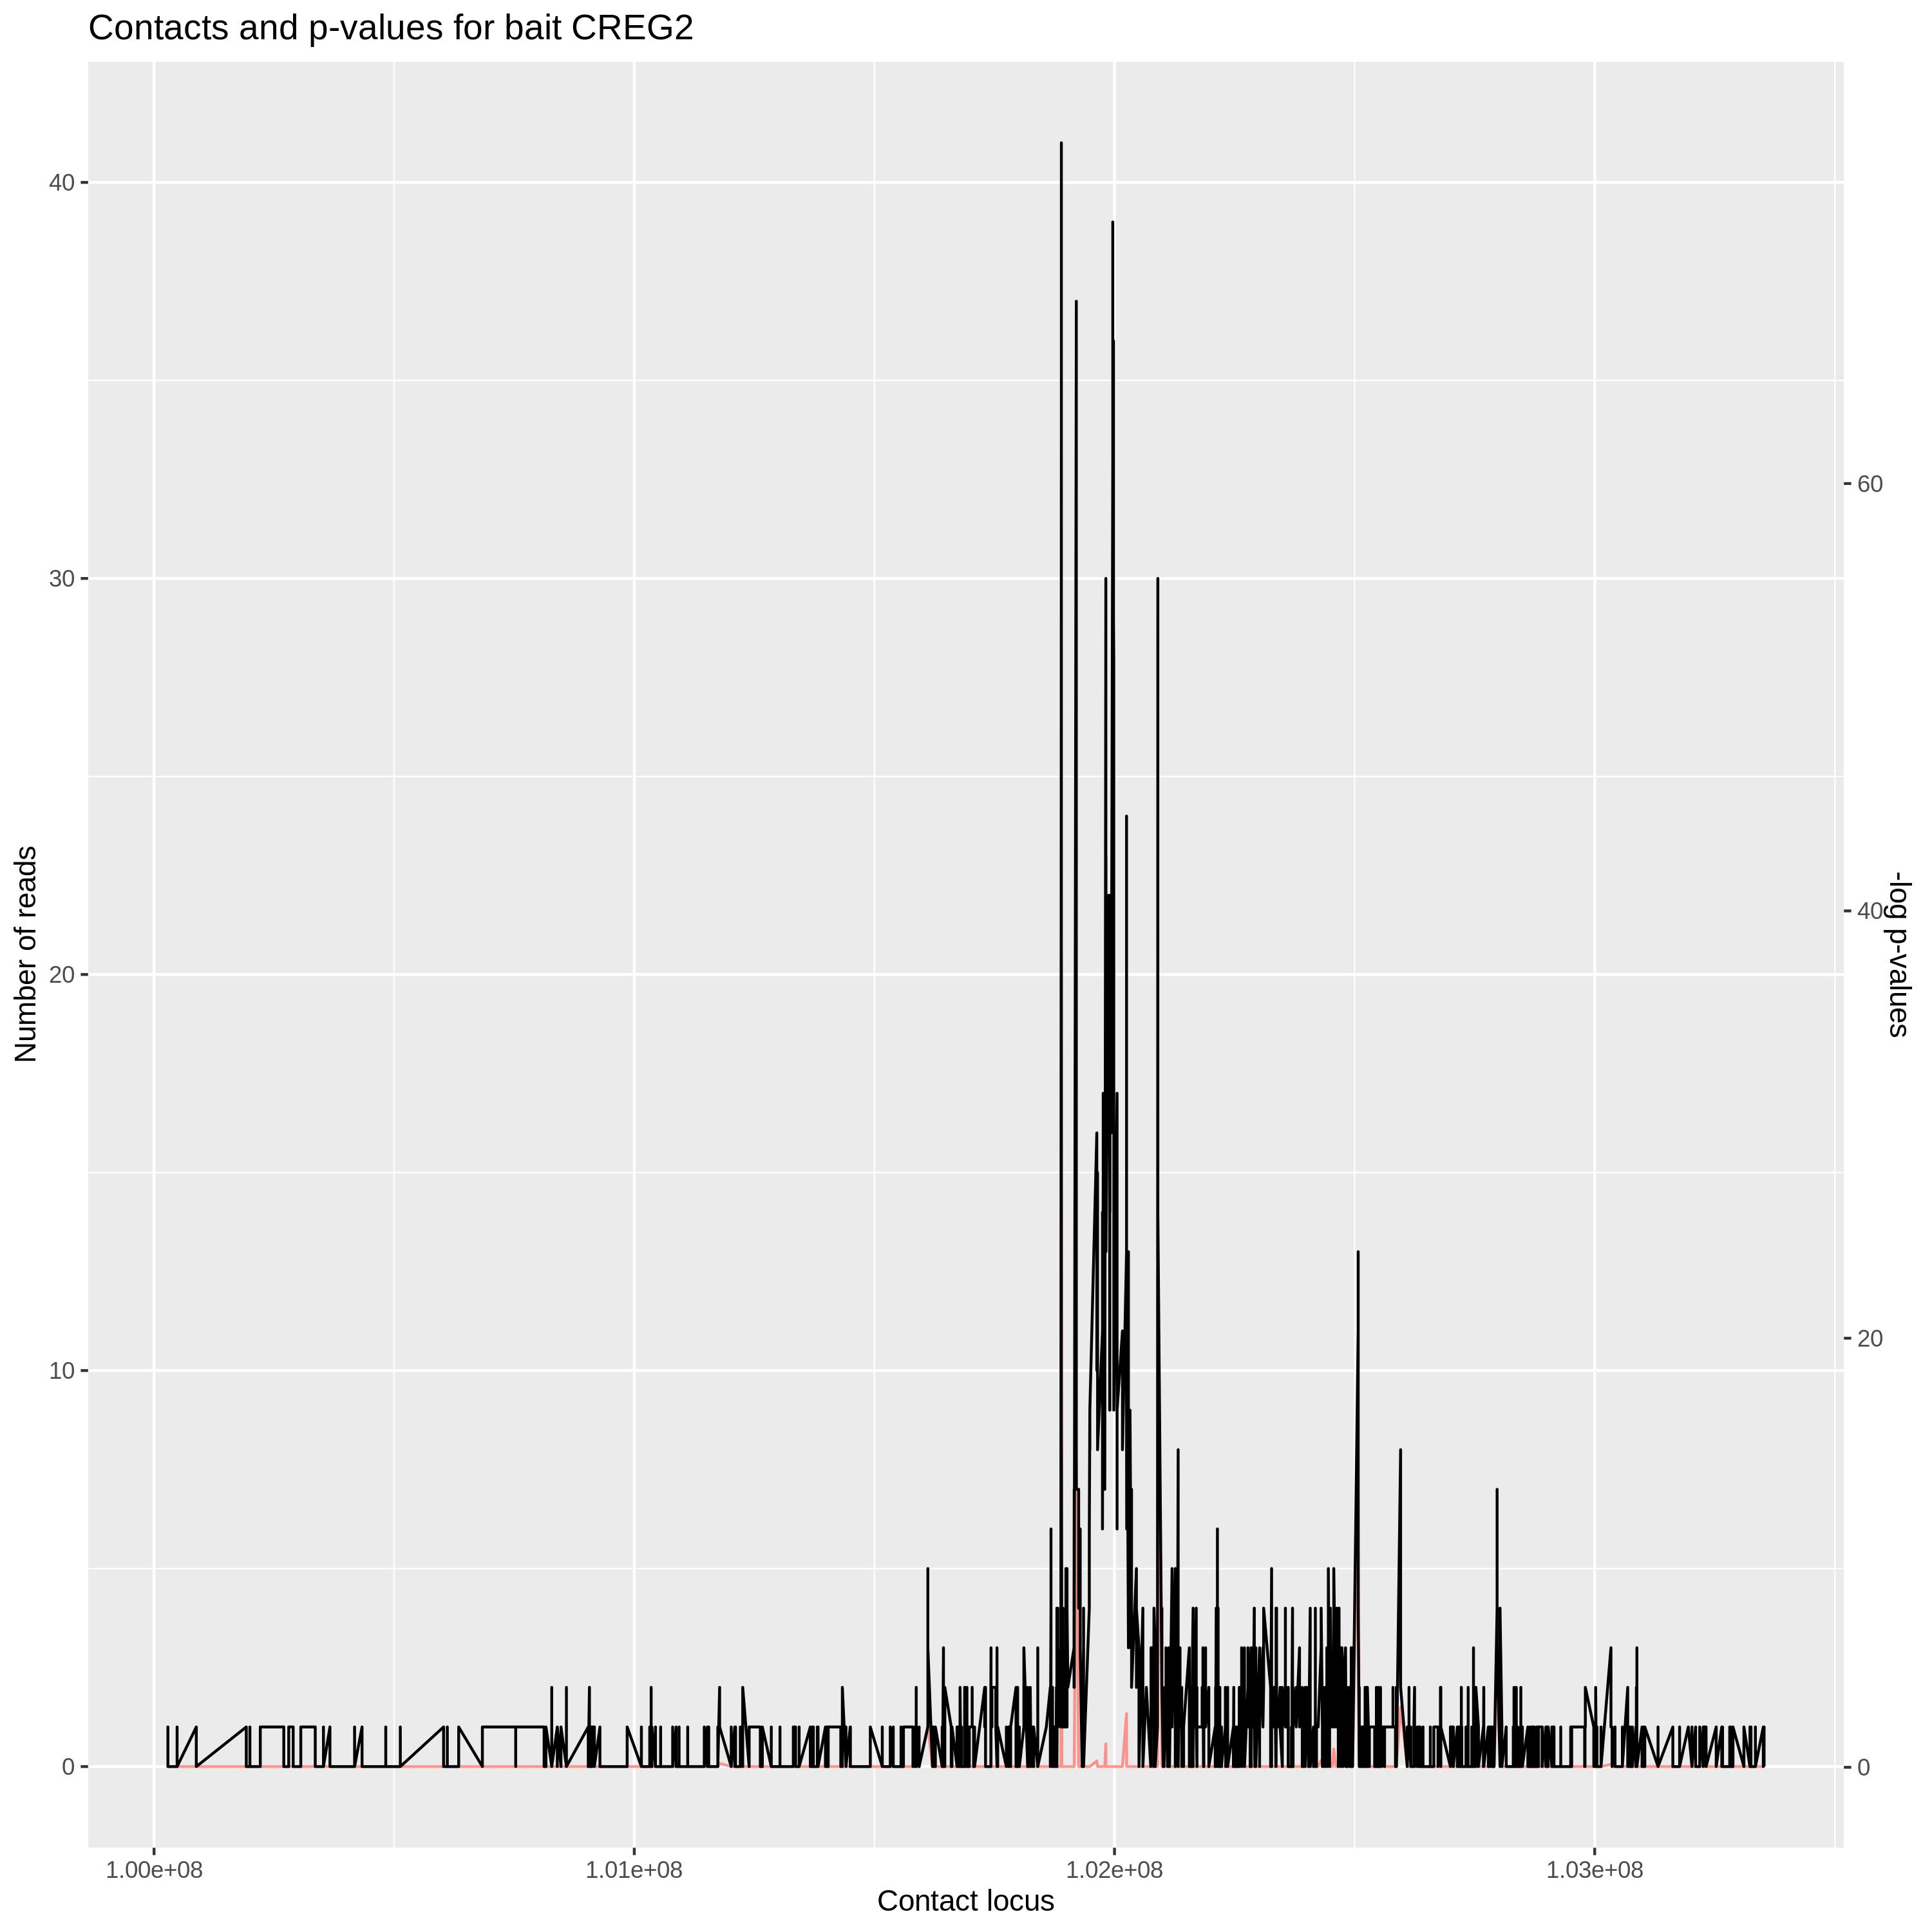 Contacts and p-values for bait CREG2
40
30
20
10
0
Number of reads
60
40
20
0
-log p-values
1.00e+08
1.01e+08
1.02e+08
1.03e+08
Contact locus